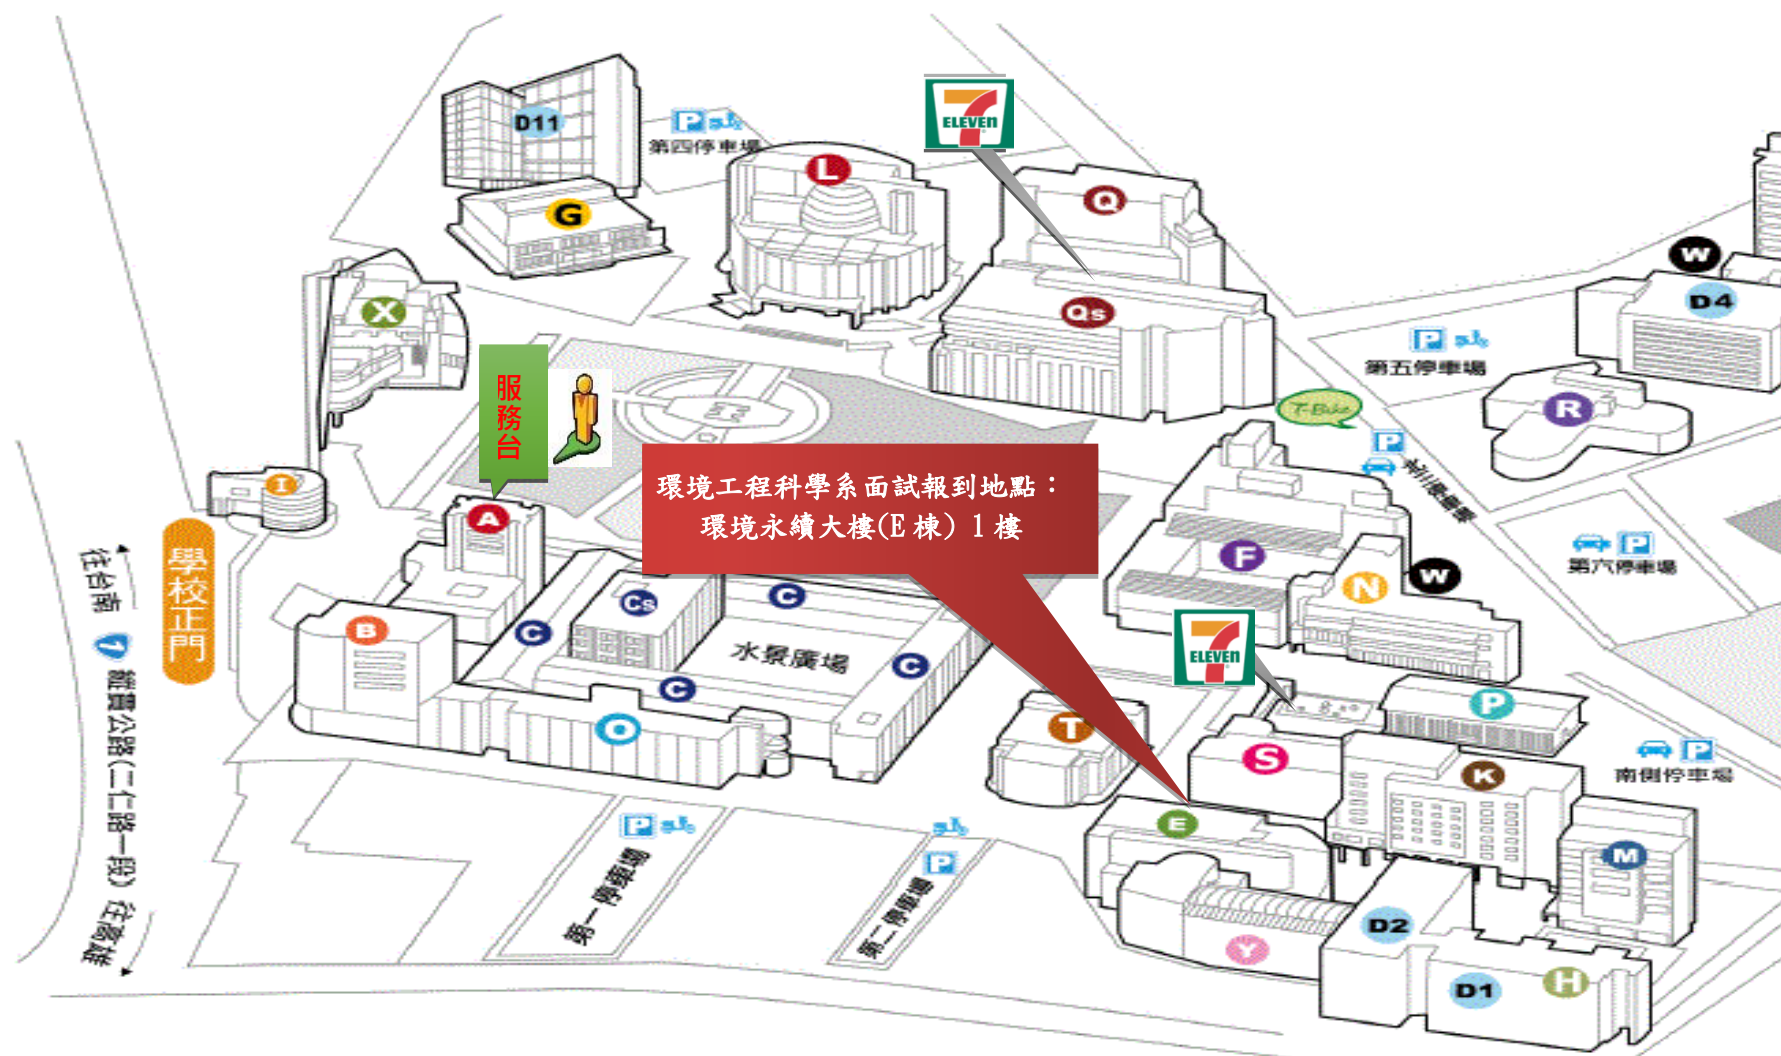 D11
P
第四停車場
7
ELEVEN
L
Q
G
W
D4
X
Qs
P
第五停車場
服務台
T-Bike
R
P
I
環境工程科學系面試報到地點：
環境永續大樓(E 棟) 1 樓
A
學校正門
往台南
1
縱貫公路(二仁路一段)
往高雄
F
P
第六停車場
N
W
Cs
C
B
C
水景廣場
C
C
7
ELEVEN
P
O
T
S
K
P
南側停車場
P
第一停車場
P
第二停車場
E
M
D2
Y
D1
H